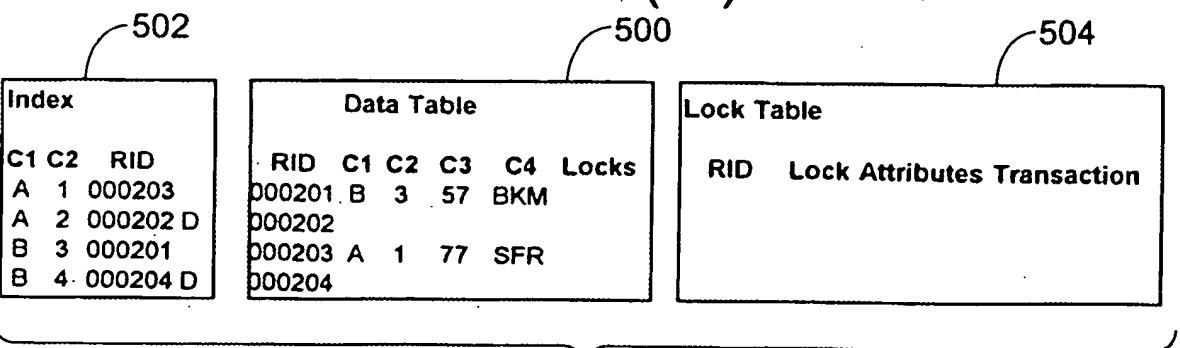 502
500
504
Index
C1 C2 RID
A 1 000203
A 2 000202 D
B 3 000201
B 4 000204 D
Data Table
RID C1 C2 C3 C4 Locks
000201 B 3 57 BKM
000202
000203 A 1 77 SFR
000204
Lock Table
RID Lock Attributes Transaction